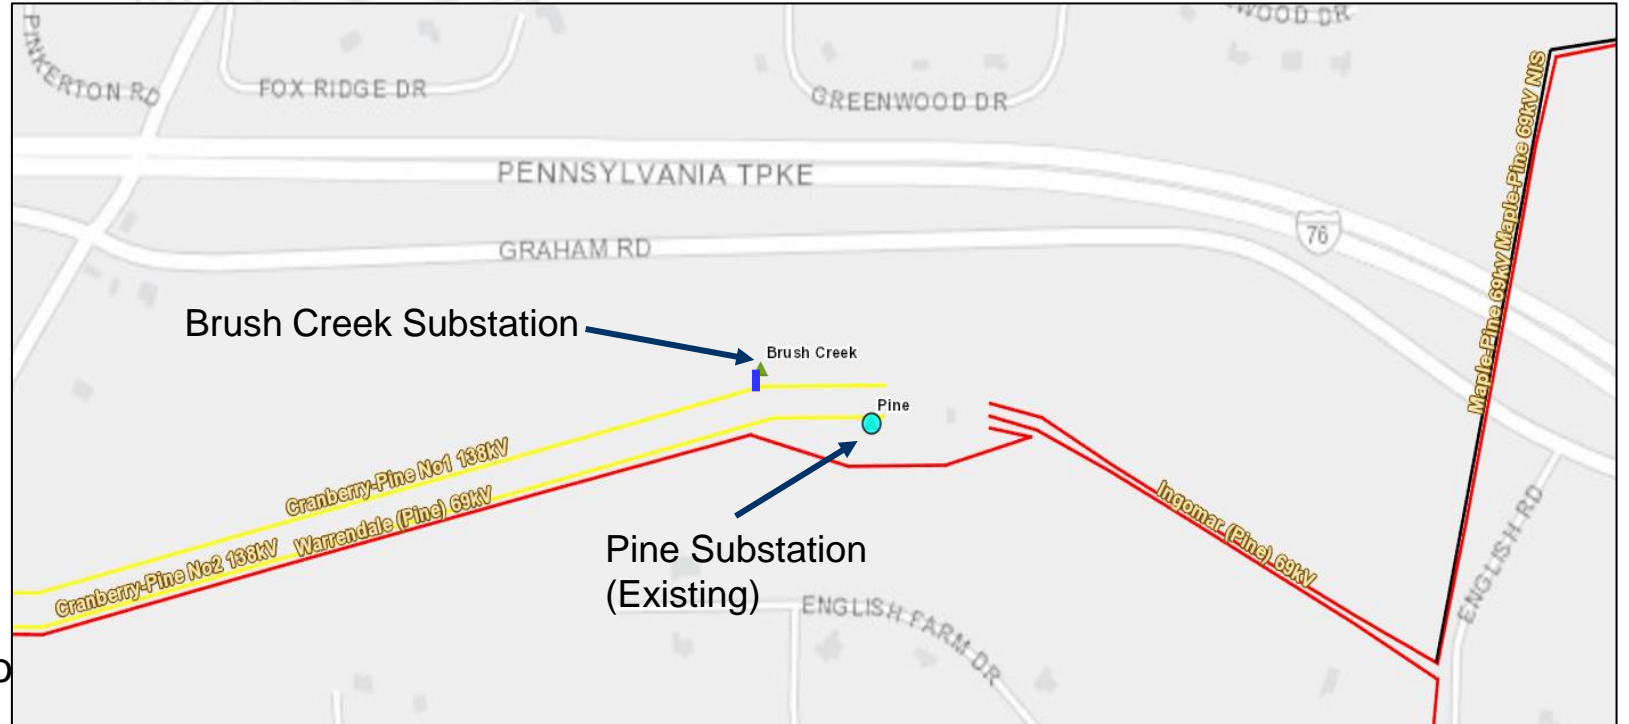 WOOD DR
PINKERTON RD
FOX RIDGE DR
GREENWOOD DR
PENNSYLVANIA TPKE
76
GRAHAM RD
Maple-Pine 69kV Maple-Pine 69kV NIS
Brush Creek Substation
Brush Creek
Pine
Cranberry-Pine No1 138kV
Cranberry-Pine No2 138kV
Warrendale (Pine) 69kV
Ingomar (Pine) 69kV
Pine Substation
(Existing)
ENGLISH RD
ENGLISH FARM DR